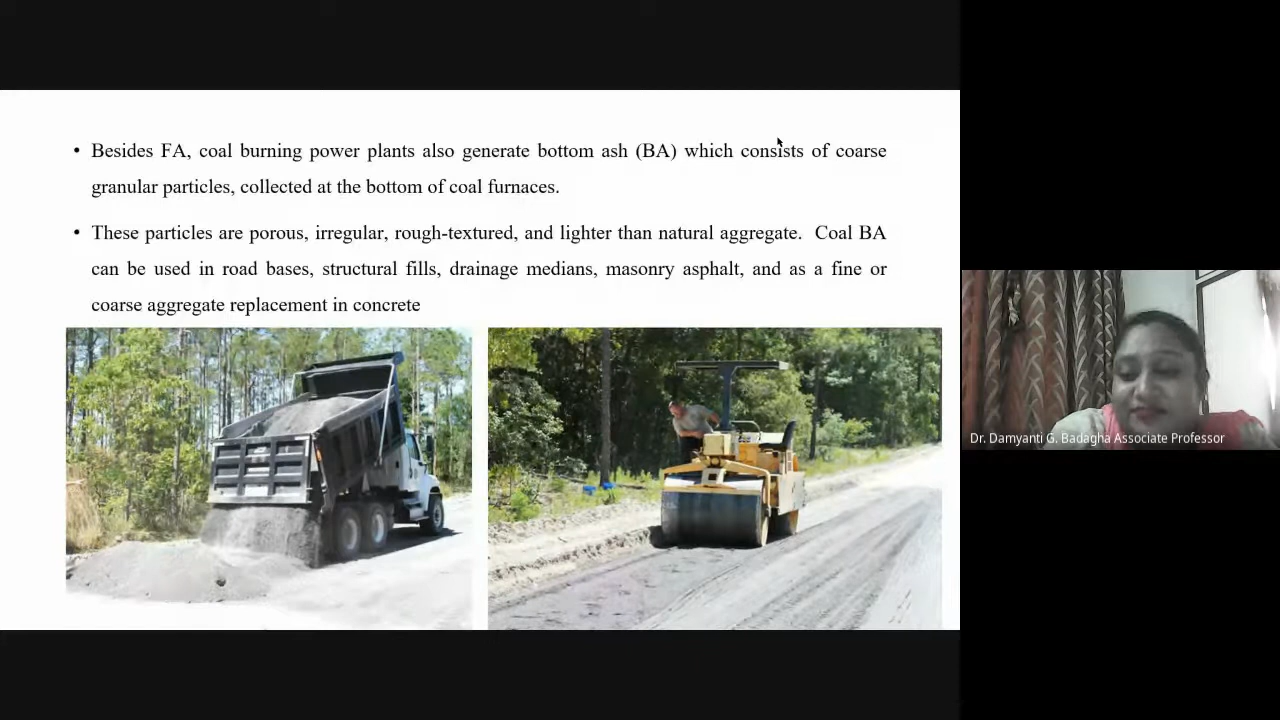 • Besides FA, coal burning power plants also generate bottom ash (BA) which consists of coarse
granular particles, collected at the bottom of coal furnaces.
• These particles are porous, irregular, rough-textured, and lighter than natural aggregate. Coal BA
can be used in road bases, structural fills, drainage medians, masonry asphalt, and as a fine or
coarse aggregate replacement in concrete
Dr. Damyanti G. Badagha Associate Professor